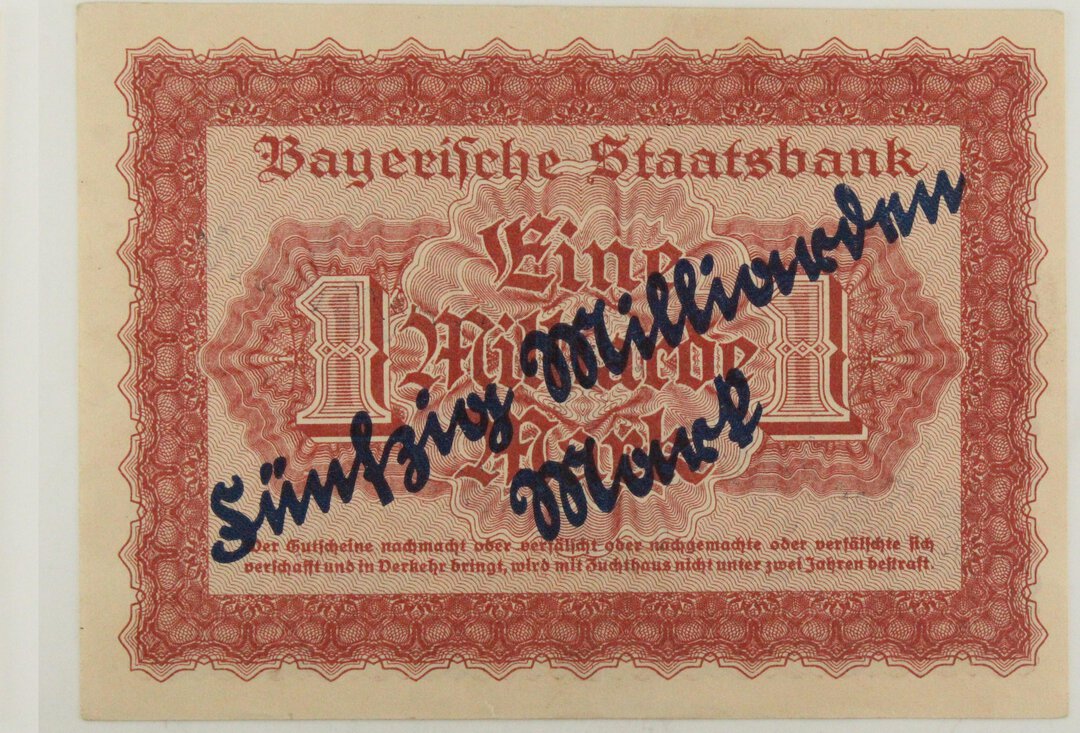 Bayerische Staatsbank
Eine
1 Milliarde 1
Mark
Fünfzig Milliarden
Mark
Wer Gutscheine nachmacht oder verfälscht oder nachgemachte oder verfälschte sich
verschafft und in Verkehr bringt, wird mit Zuchthaus nicht unter zwei Jahren bestraft.